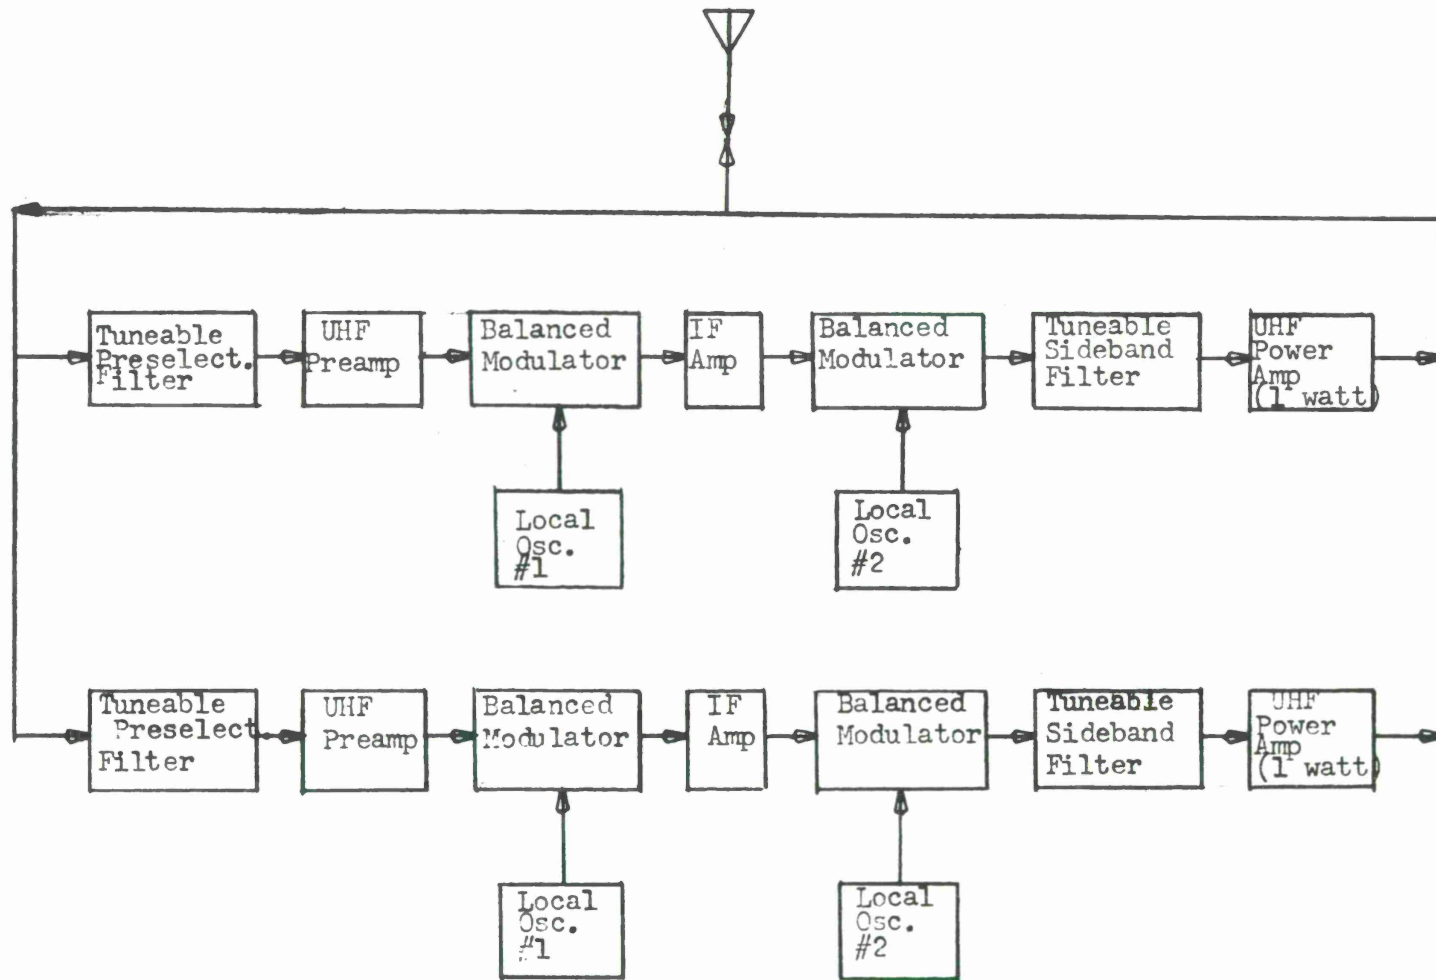 Tuneable
Preselect.
Filter
UHF
Preamp
Balanced
Modulator
IF
Amp
Balanced
Modulator
Tuneable
Sideband
Filter
UHF
Power
Amp
(1 watt)
Local
Osc.
#1
Local
Osc.
#2
Tuneable
Preselect.
Filter
UHF
Preamp
Balanced
Modulator
IF
Amp
Balanced
Modulator
Tuneable
Sideband
Filter
UHF
Power
Amp
(1 watt)
Local
Osc.
#1
Local
Osc.
#2